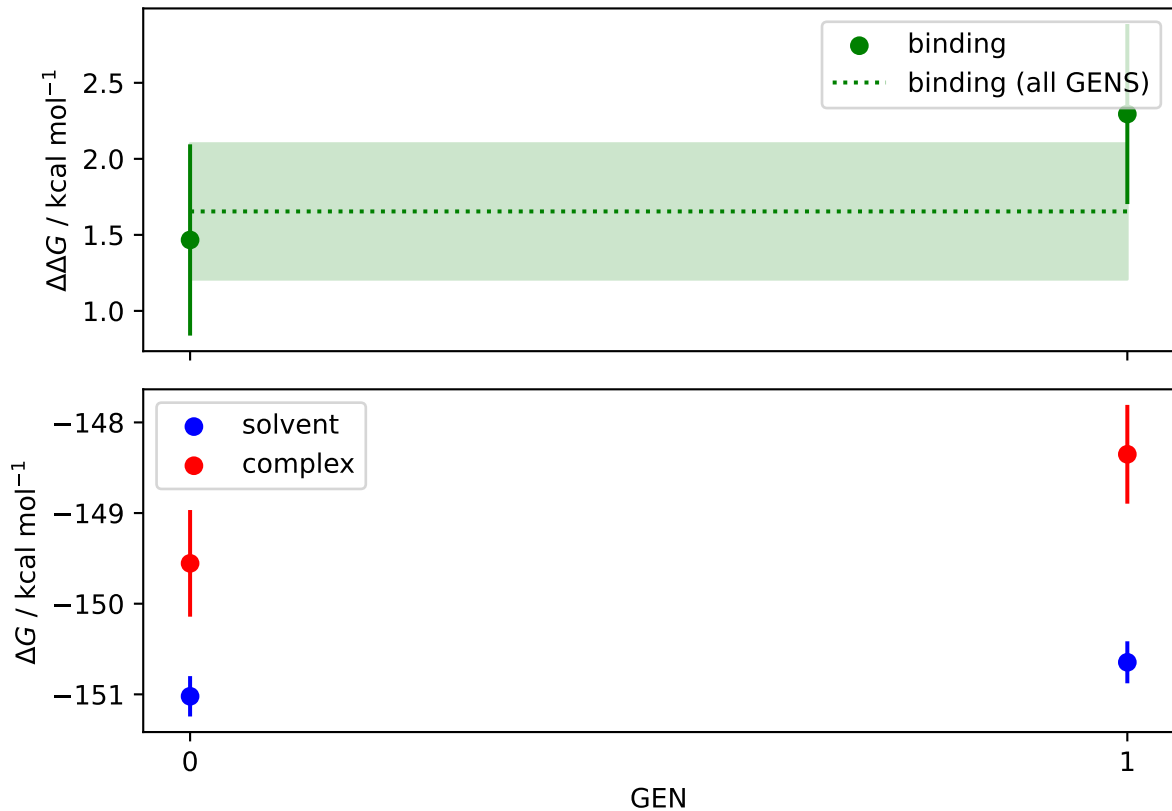 binding
binding (all GENS)
2.5
2.0
1.5
1.0
ΔΔG / kcal mol⁻¹
solvent
complex
−148
−149
−150
−151
ΔG / kcal mol⁻¹
0
1
GEN